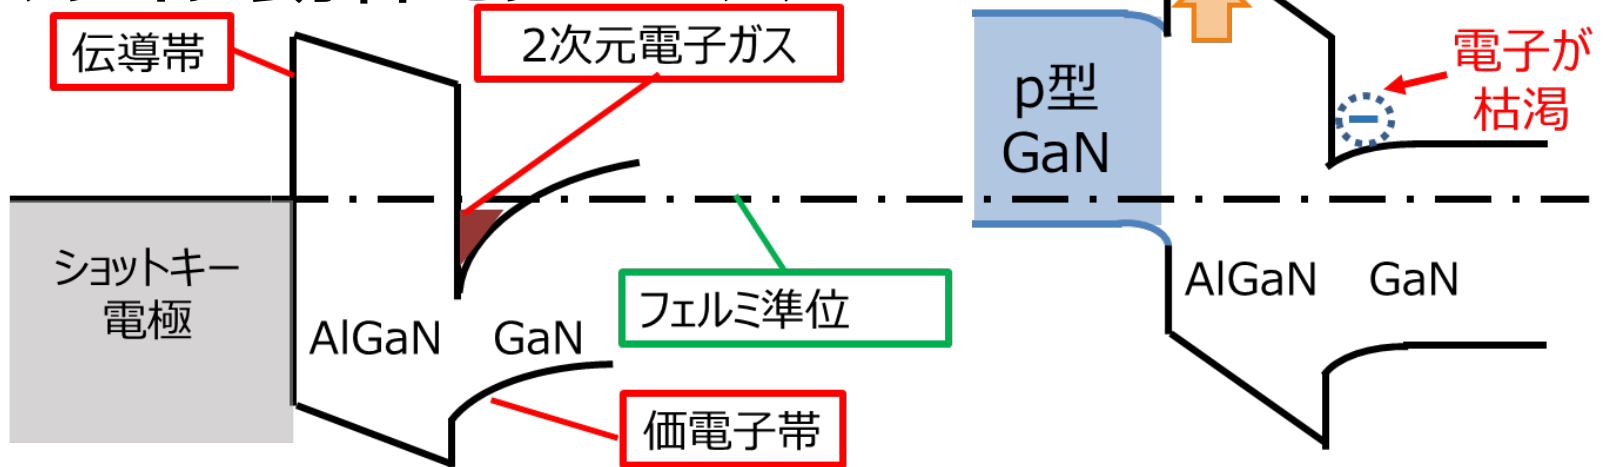 伝導帯
2次元電子ガス
ショットキー
電極
AlGaN
GaN
フェルミ準位
価電子帯
p型
GaN
電子が
枯渇
AlGaN
GaN